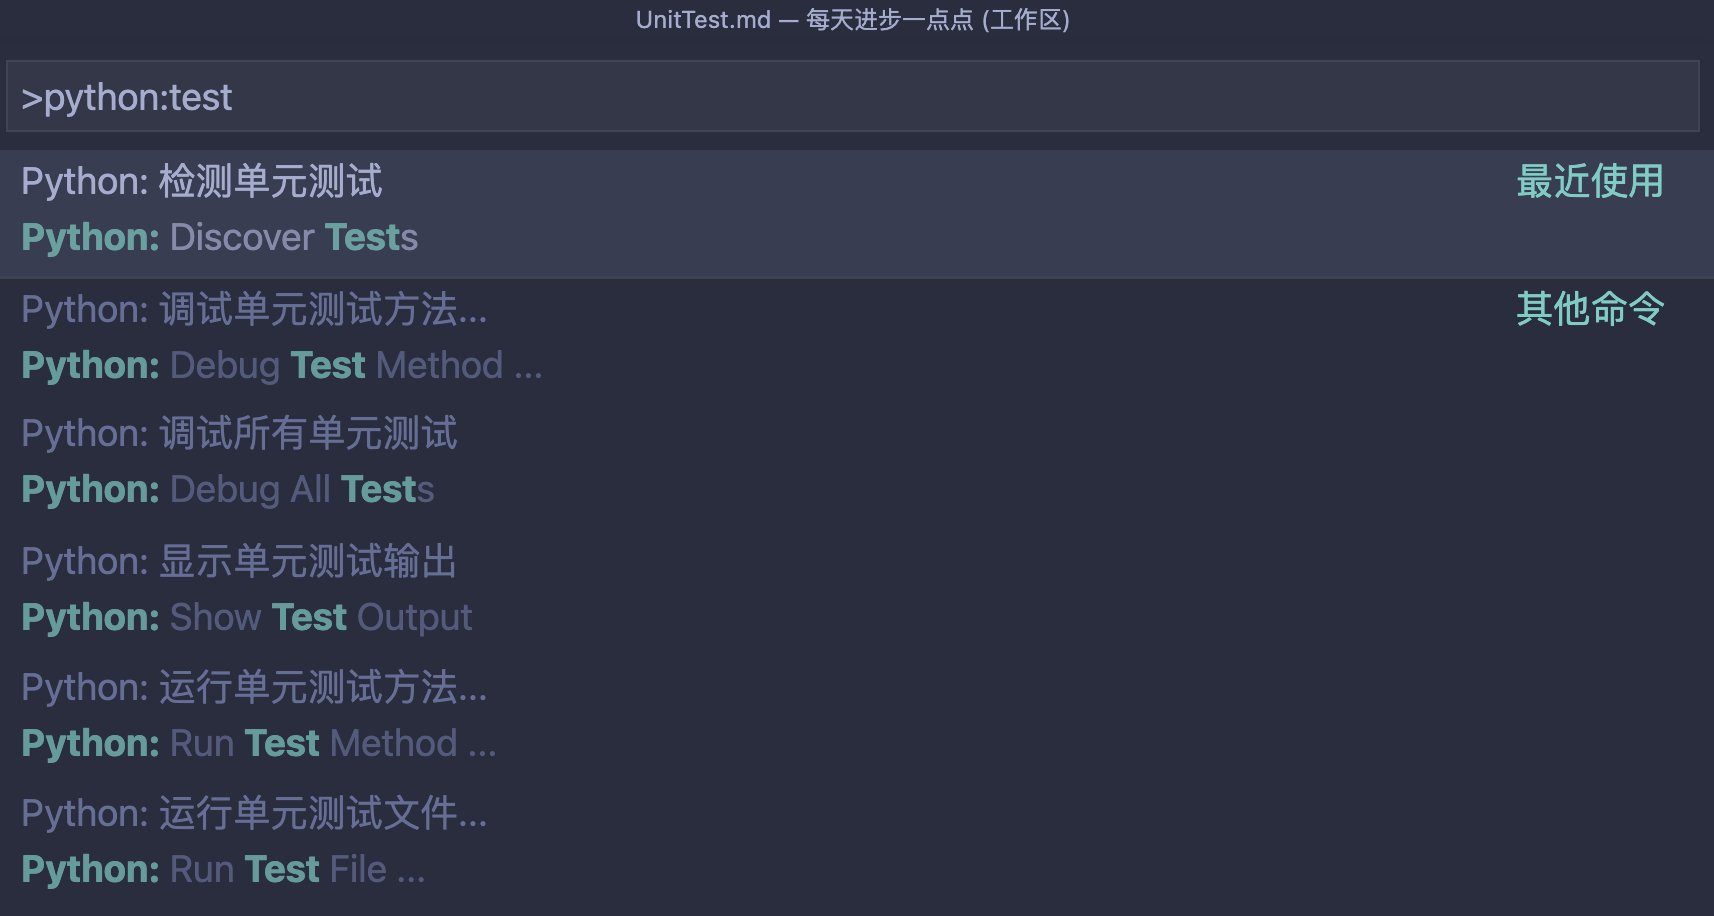 UnitTest.md — 每天进步一点点 (工作区)
>python:test
Python: 检测单元测试 最近使用
Python: Discover Tests
Python: 调试单元测试方法... 其他命令
Python: Debug Test Method ...
Python: 调试所有单元测试
Python: Debug All Tests
Python: 显示单元测试输出
Python: Show Test Output
Python: 运行单元测试方法...
Python: Run Test Method ...
Python: 运行单元测试文件...
Python: Run Test File ...